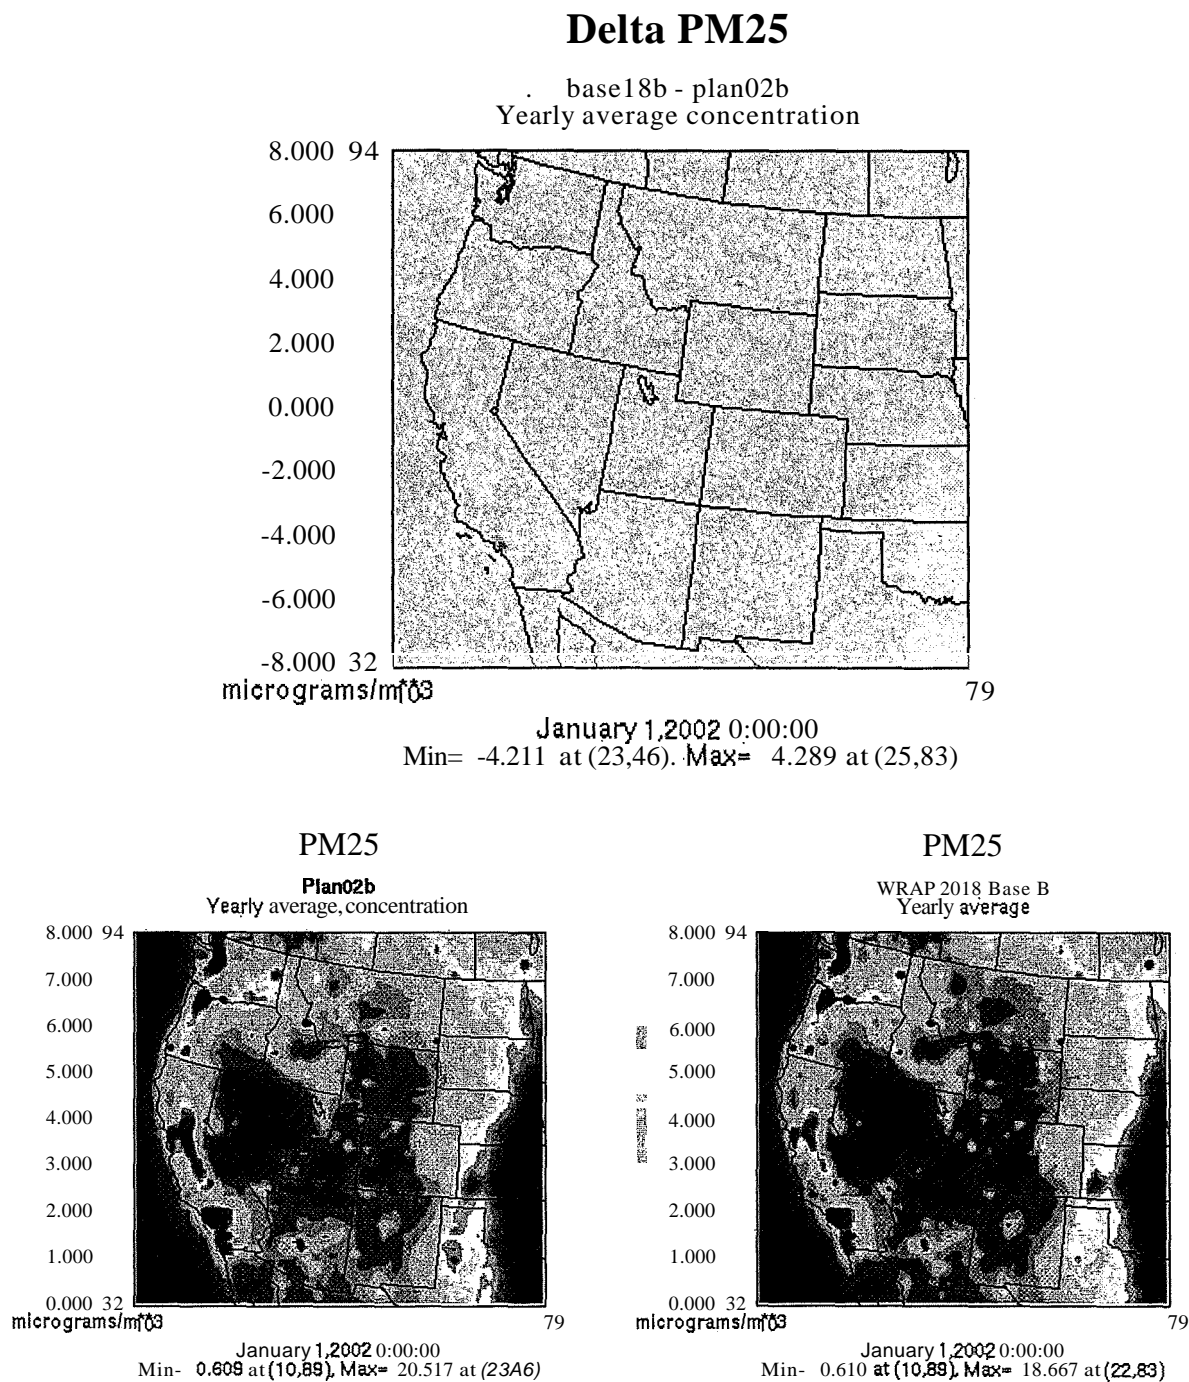 Delta PM25
. base18b - plan02b
Yearly average concentration
8.000 94
6.000
4.000
2.000
0.000
-2.000
-4.000
-6.000
-8.000 32
micrograms/m**3
79
January 1,2002 0:00:00
Min= -4.211 at (23,46). Max= 4.289 at (25,83)
PM25
Plan02b
Yearly average, concentration
8.000 94
7.000
6.000
5.000
4.000
3.000
2.000
1.000
0.000 32
micrograms/m**3
79
January 1,2002 0:00:00
Min- 0.609 at (10,89), Max= 20.517 at (23A6)
PM25
WRAP 2018 Base B
Yearly average
8.000 94
7.000
6.000
5.000
4.000
3.000
2.000
1.000
0.000 32
micrograms/m**3
79
January 1,2002 0:00:00
Min- 0.610 at (10,89), Max= 18.667 at (22,83)